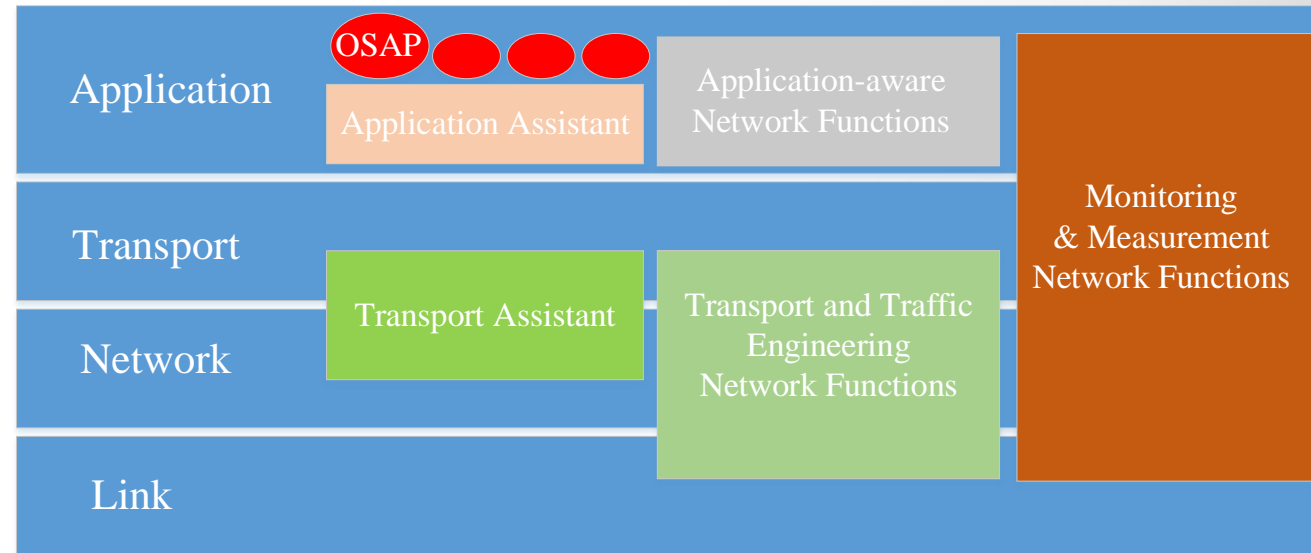 OSAP
Application
Application Assistant
Application-aware
Network Functions
Monitoring
& Measurement
Network Functions
Transport
Transport Assistant
Transport and Traffic
Engineering
Network Functions
Network
Link